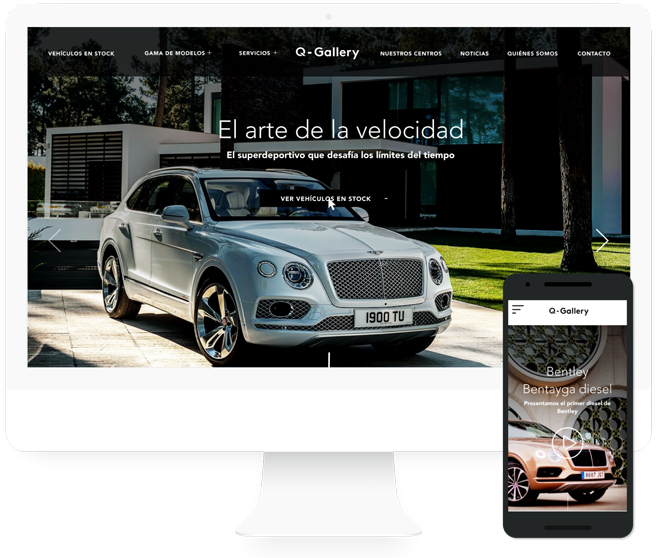 VEHÍCULOS EN STOCK
GAMA DE MODELOS +
SERVICIOS +
Q-Gallery
NUESTROS CENTROS
NOTICIAS
QUIÉNES SOMOS
CONTACTO
El arte de la velocidad
El superdeportivo que desafía los límites del tiempo
VER VEHÍCULOS EN STOCK
1900 TU
Q-Gallery
Bentley
Bentayga diesel
Presentamos el primer diesel de
Bentley